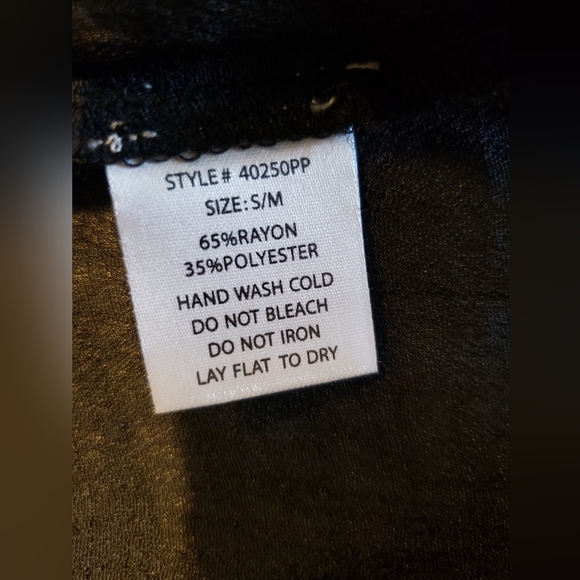 STYLE# 40250PP
SIZE:S/M
65%RAYON
35%POLYESTER
HAND WASH COLD
DO NOT BLEACH
DO NOT IRON
LAY FLAT TO DRY